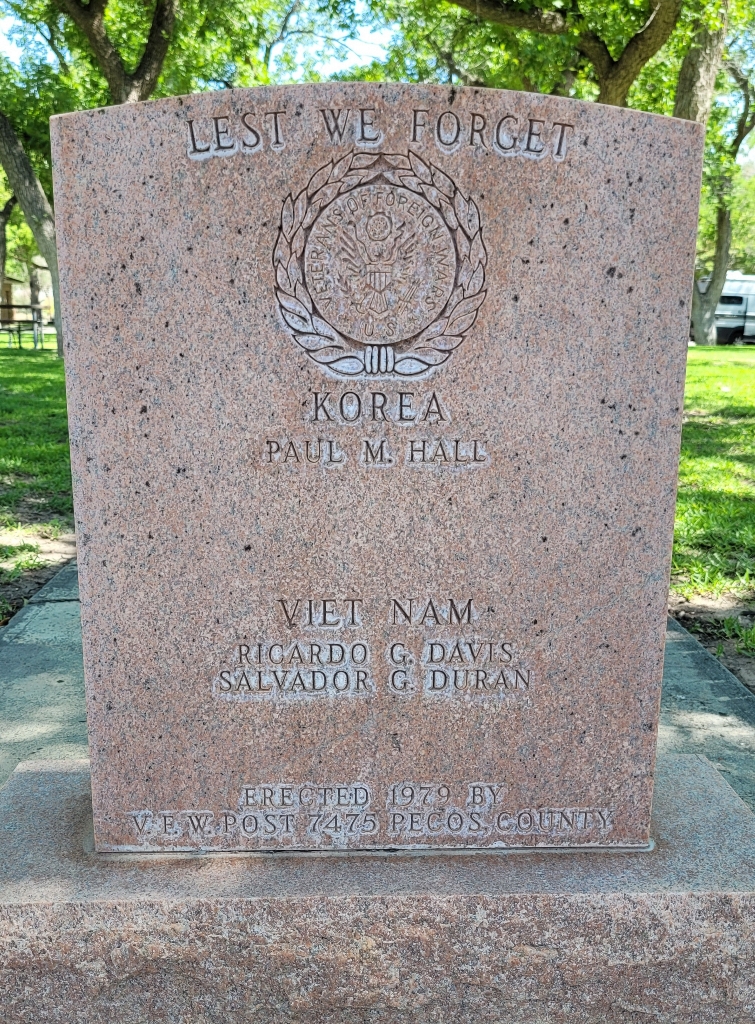 LEST WE FORGET
VETERANS OF FOREIGN WARS
U S
KOREA
PAUL M. HALL
VIET NAM
RICARDO G. DAVIS
SALVADOR G. DURAN
ERECTED 1979 BY
V. F. W. POST 7475 PECOS COUNTY